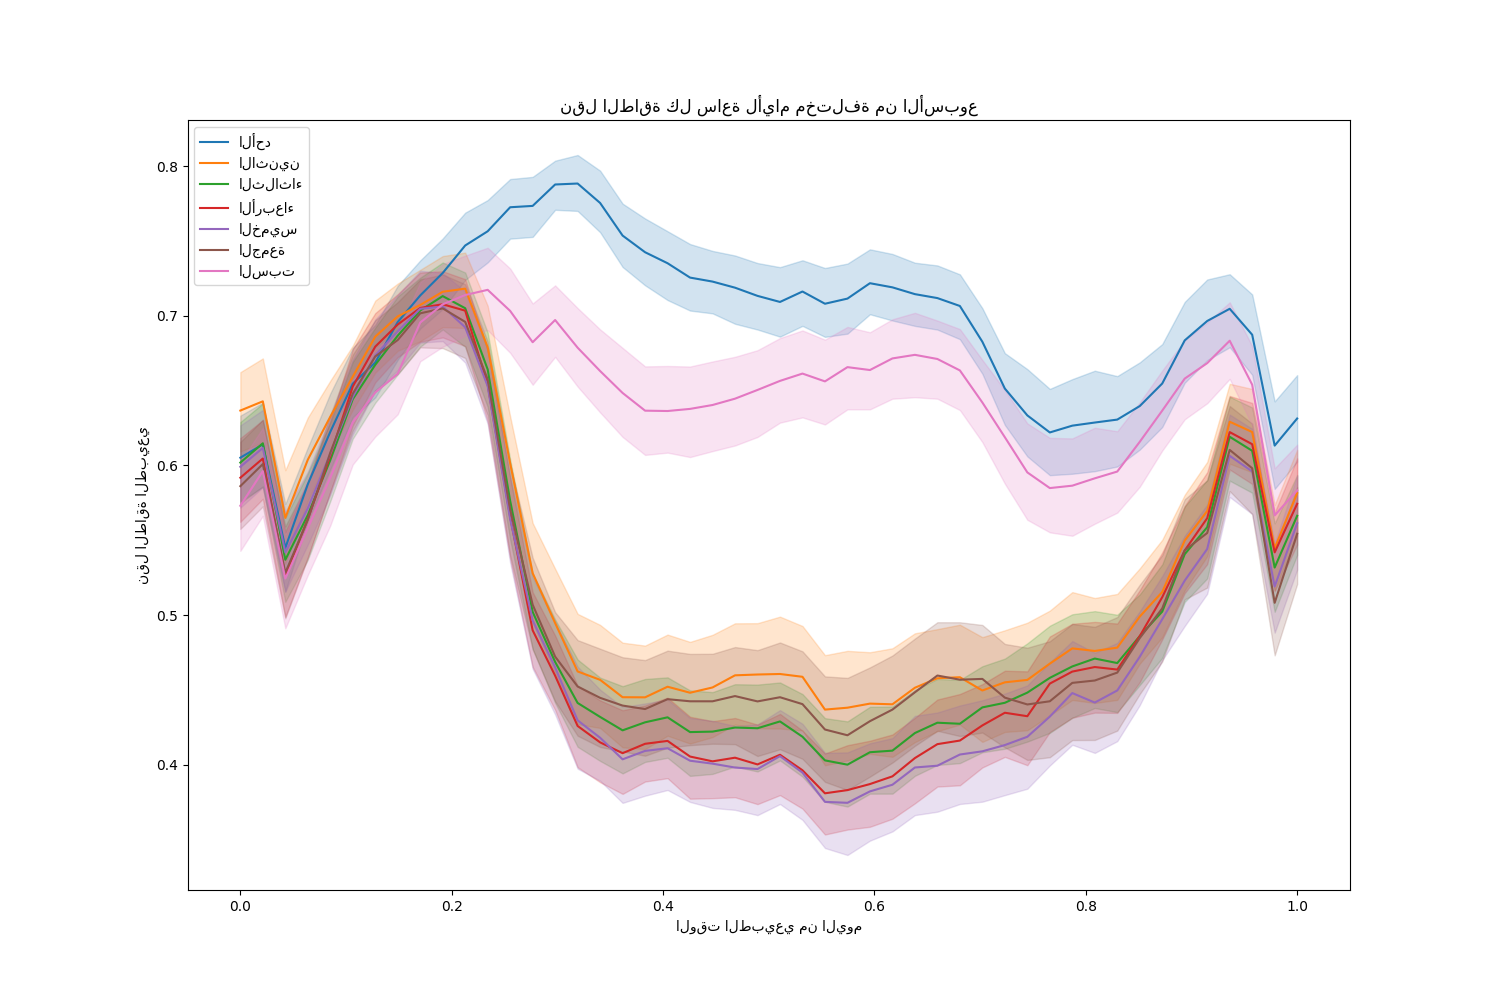 نقل الطاقة كل ساعة لأيام مختلفة من الأسبوع
الأحد
الاثنين
الثلاثاء
الأربعاء
الخميس
الجمعة
السبت
نقل الطاقة الطبيعي
0.8
0.7
0.6
0.5
0.4
0.0 0.2 0.4 0.6 0.8 1.0
الوقت الطبيعي من اليوم